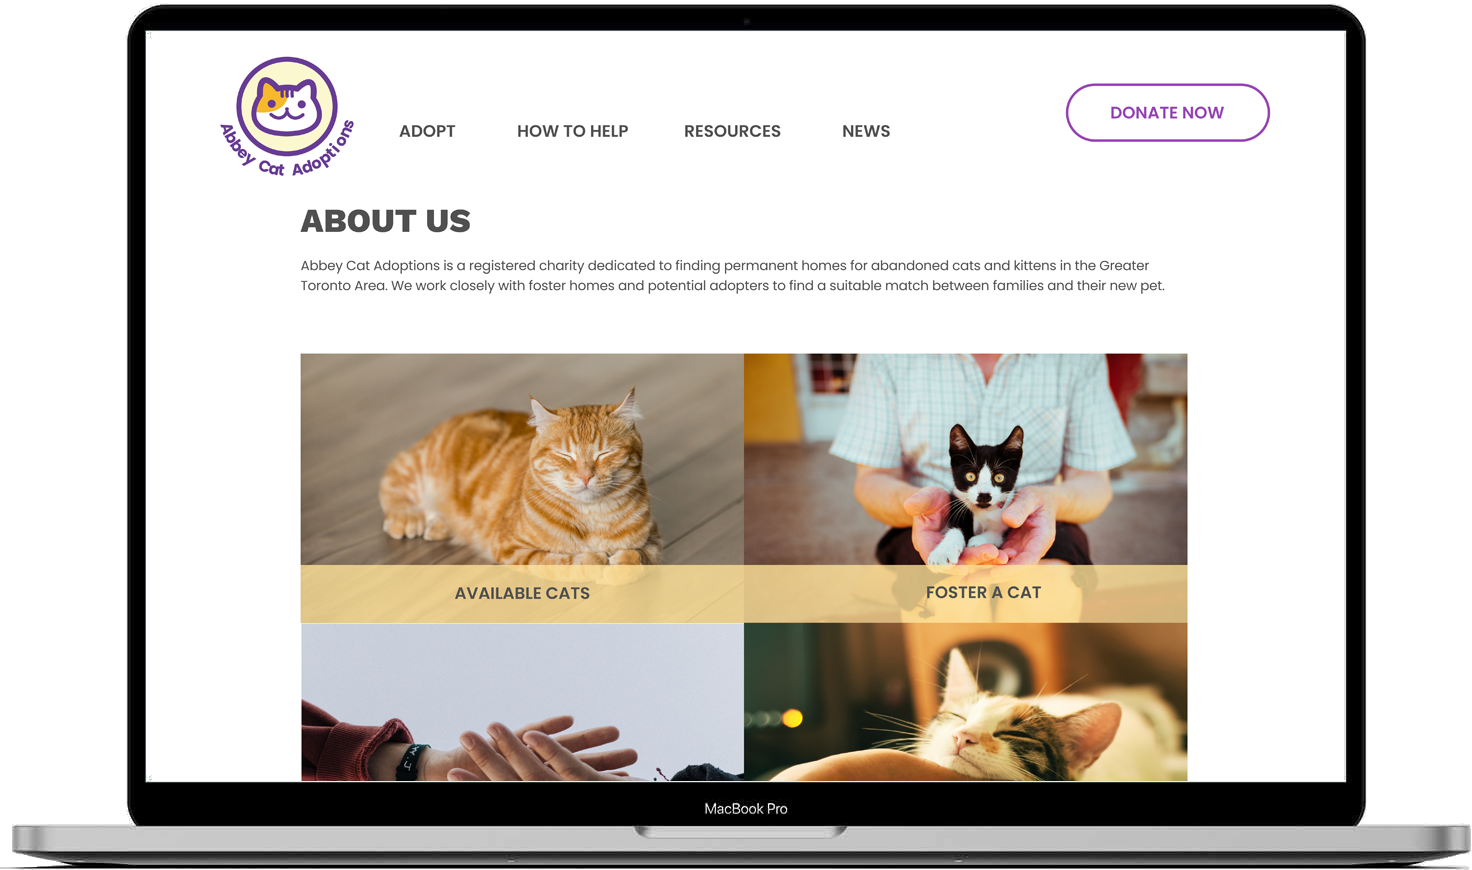 Abbey Cat Adoptions
ADOPT
HOW TO HELP
RESOURCES
NEWS
DONATE NOW
ABOUT US
Abbey Cat Adoptions is a registered charity dedicated to finding permanent homes for abandoned cats and kittens in the Greater
Toronto Area. We work closely with foster homes and potential adopters to find a suitable match between families and their new pet.
AVAILABLE CATS
FOSTER A CAT
MacBook Pro